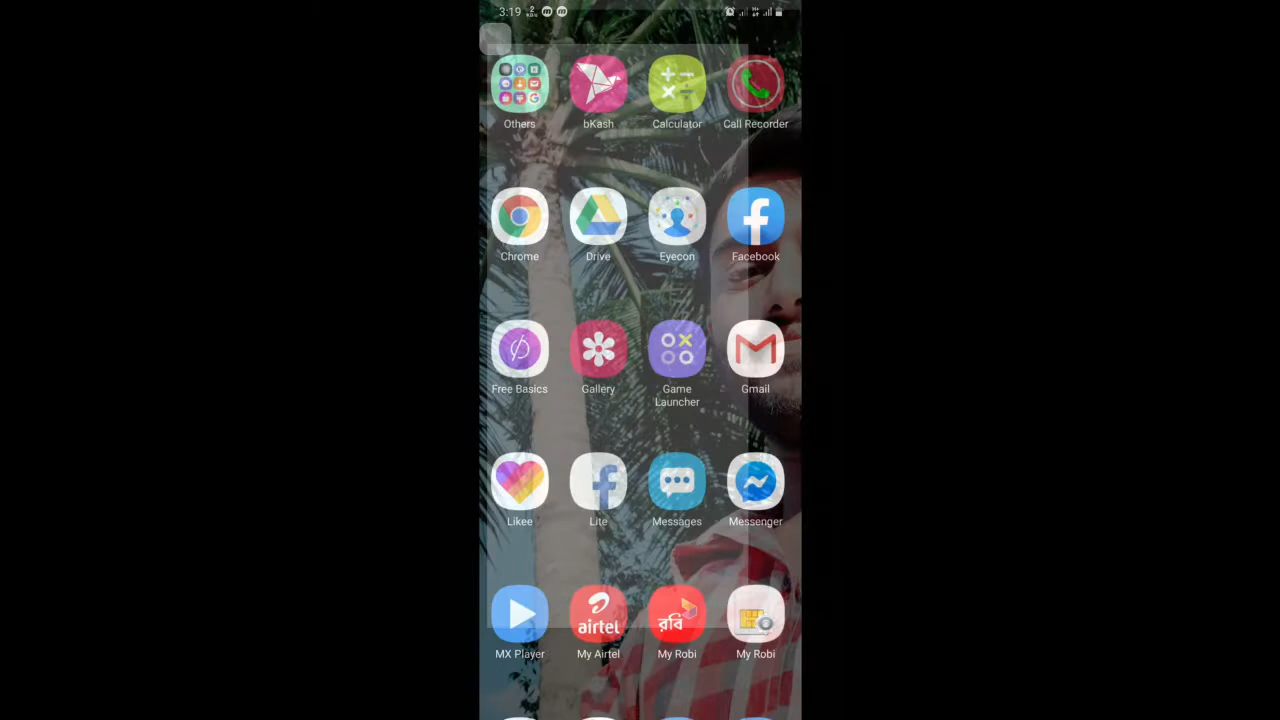 3:19
Others bKash Calculator Call Recorder
Chrome Drive Eyecon Facebook
Free Basics Gallery Game Launcher Gmail
Likee Lite Messages Messenger
airtel রবি
MX Player My Airtel My Robi My Robi